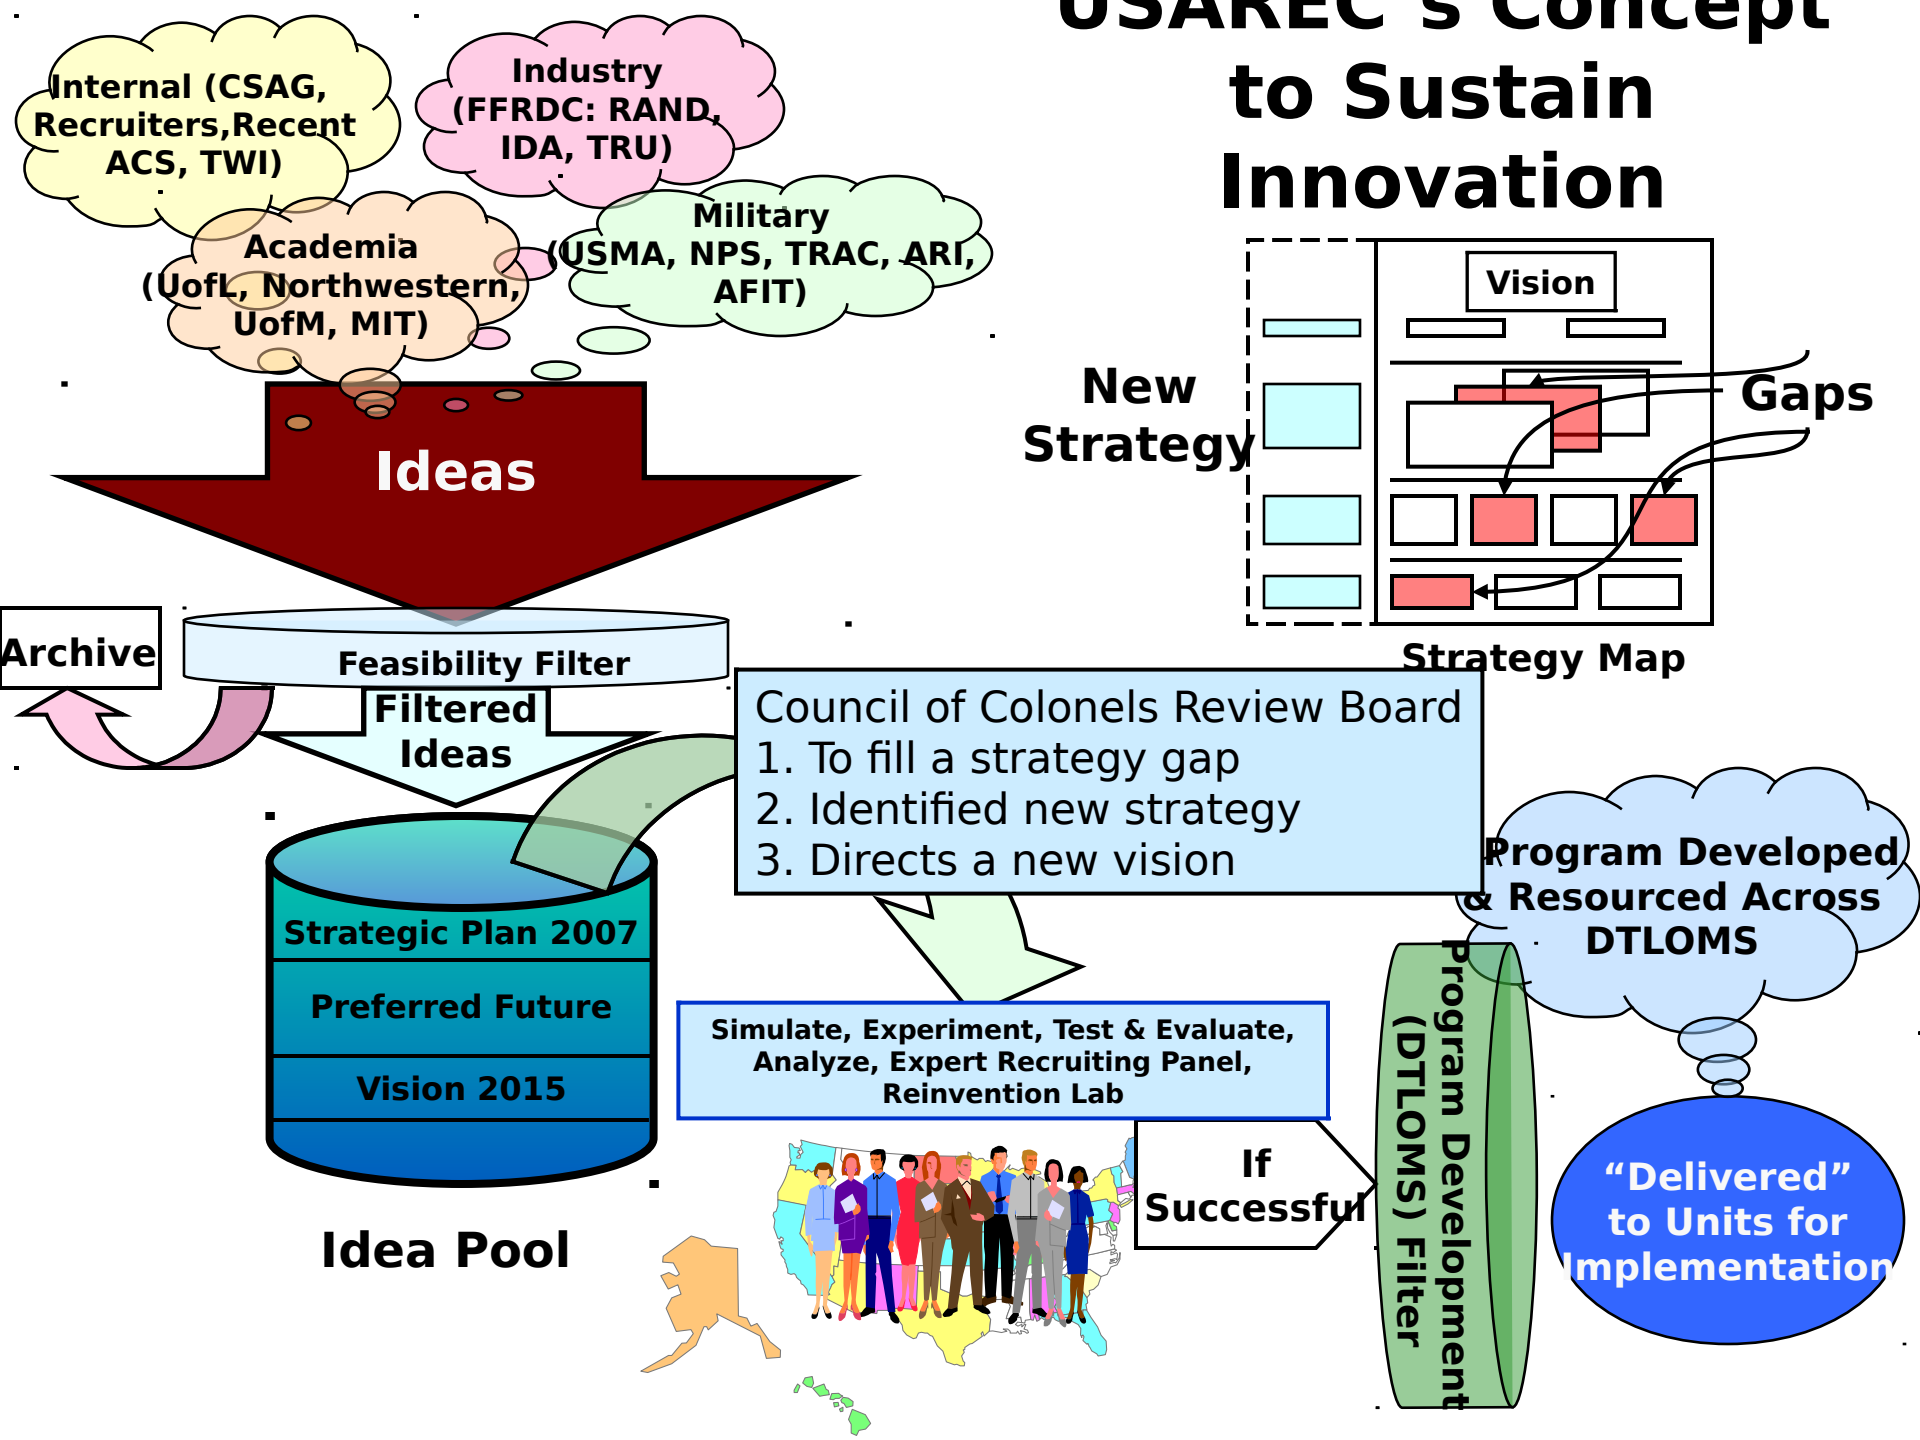 USAREC's Concept
to Sustain
Innovation
Internal (CSAG,
Recruiters,Recent
ACS, TWI)
Industry
(FFRDC: RAND,
IDA, TRU)
Academia
(UofL, Northwestern,
UofM, MIT)
Military
(USMA, NPS, TRAC, ARI,
AFIT)
Ideas
New
Strategy
Vision
Gaps
Strategy Map
Archive
Feasibility Filter
Filtered
Ideas
Council of Colonels Review Board
1. To fill a strategy gap
2. Identified new strategy
3. Directs a new vision
Strategic Plan 2007
Preferred Future
Vision 2015
Idea Pool
Simulate, Experiment, Test & Evaluate,
Analyze, Expert Recruiting Panel,
Reinvention Lab
If
Successful
Program Development
(DTLOMS) Filter
Program Developed
& Resourced Across
DTLOMS
“Delivered”
to Units for
Implementation